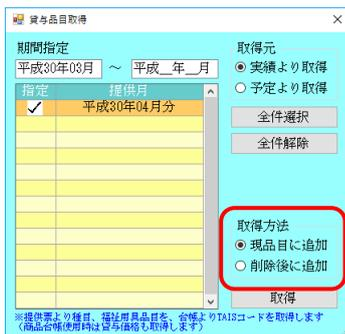 貸与品目取得
期間指定
平成30年03月 ～ 平成__年__月
指定 提供月
平成30年04月分
取得元
実績より取得
予定より取得
全件選択
全件解除
取得方法
現品目に追加
削除後に追加
取得
※提供票より種目、福祉用具品目を、台帳よりTAISコードを取得します
（商品台帳使用時は貸与価格も取得します）